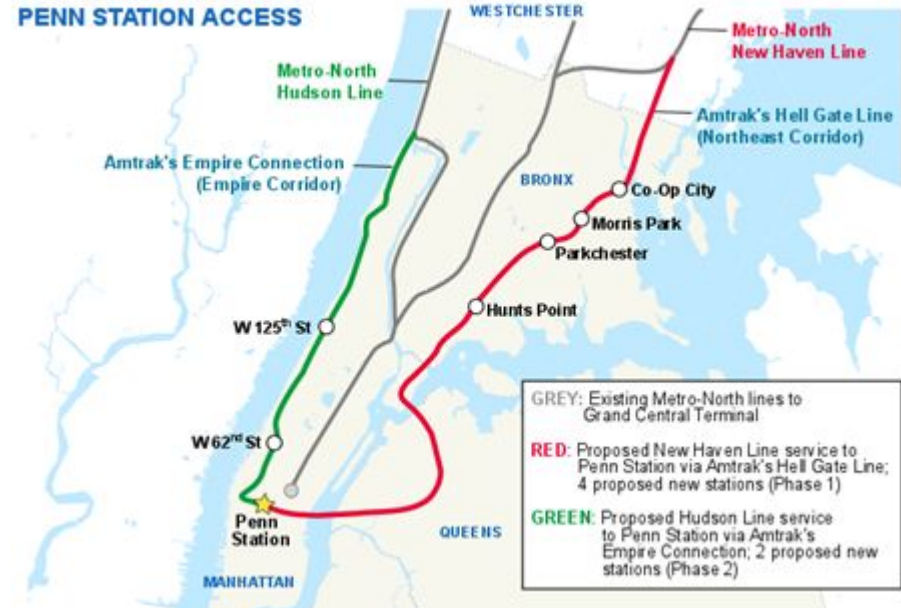 PENN STATION ACCESS
WESTCHESTER
Metro-North
New Haven Line
Metro-North
Hudson Line
Amtrak's Hell Gate Line
(Northeast Corridor)
Amtrak's Empire Connection
(Empire Corridor)
BRONX
Co-Op City
Morris Park
Parkchester
Hunts Point
W 125th St
W 62nd St
Penn
Station
QUEENS
MANHATTAN
GREY: Existing Metro-North lines to
Grand Central Terminal
RED: Proposed New Haven Line service to
Penn Station via Amtrak's Hell Gate Line;
4 proposed new stations (Phase 1)
GREEN: Proposed Hudson Line service
to Penn Station via Amtrak's
Empire Connection; 2 proposed new
stations (Phase 2)